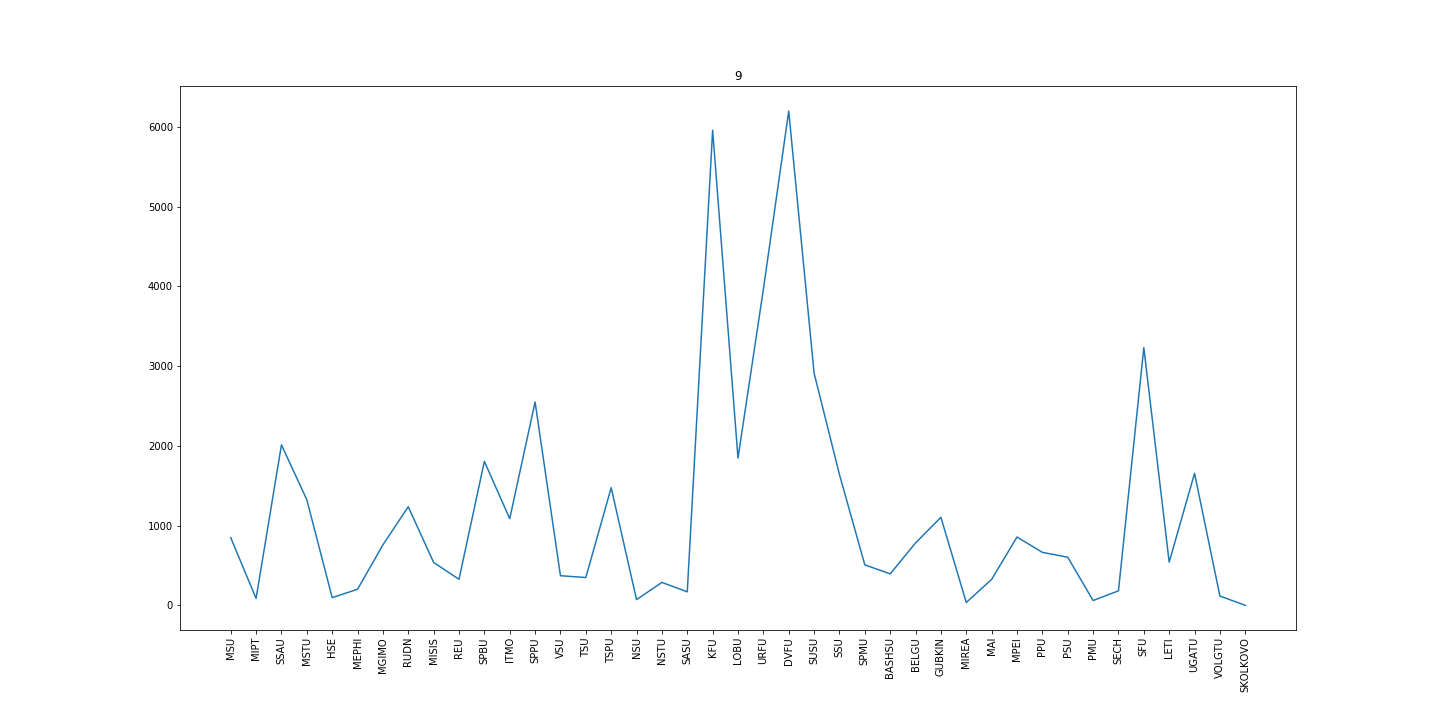 9
6000
5000
4000
3000
2000
1000
0
MSU
MIPT
SSAU
MSTU
HSE
MEPHI
MGIMO
RUDN
MISIS
REU
SPBU
ITMO
SPPU
VSU
TSU
TSPU
NSU
NSTU
SASU
KFU
LOBU
URFU
DVFU
SUSU
SSU
SPMU
BASHSU
BELGU
GUBKIN
MIREA
MAI
MPEI
PPU
PSU
PMU
SECH
SFU
LETI
UGATU
VOLGTU
SKOLKOVO